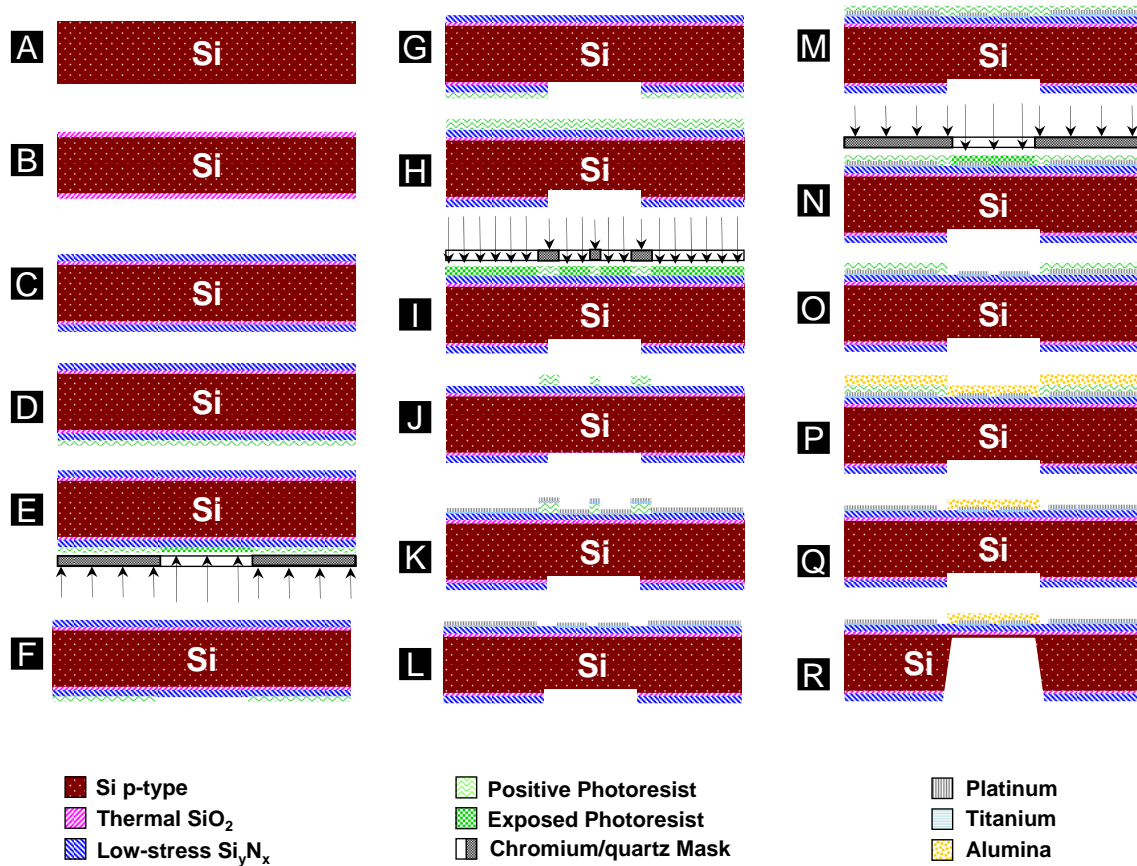 A
Si
B
Si
C
Si
D
Si
E
Si
F
Si
G
Si
H
Si
I
Si
J
Si
K
Si
L
Si
M
Si
N
Si
O
Si
P
Si
Q
Si
R
Si
Si p-type
Thermal SiO₂
Low-stress SiᵧNₓ
Positive Photoresist
Exposed Photoresist
Chromium/quartz Mask
Platinum
Titanium
Alumina